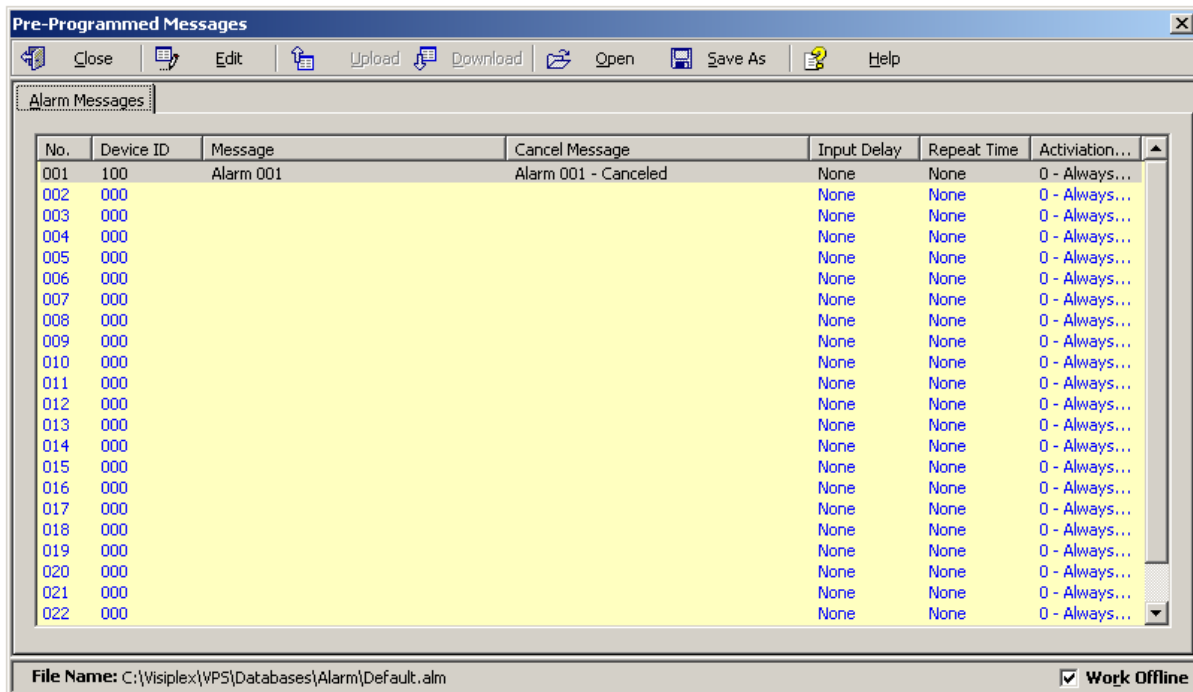 Pre-Programmed Messages
Close Edit Upload Download Open Save As Help
Alarm Messages
No. Device ID Message Cancel Message Input Delay Repeat Time Activiation...
001 100 Alarm 001 Alarm 001 - Canceled None None 0 - Always...
002 000 None None 0 - Always...
003 000 None None 0 - Always...
004 000 None None 0 - Always...
005 000 None None 0 - Always...
006 000 None None 0 - Always...
007 000 None None 0 - Always...
008 000 None None 0 - Always...
009 000 None None 0 - Always...
010 000 None None 0 - Always...
011 000 None None 0 - Always...
012 000 None None 0 - Always...
013 000 None None 0 - Always...
014 000 None None 0 - Always...
015 000 None None 0 - Always...
016 000 None None 0 - Always...
017 000 None None 0 - Always...
018 000 None None 0 - Always...
019 000 None None 0 - Always...
020 000 None None 0 - Always...
021 000 None None 0 - Always...
022 000 None None 0 - Always...
File Name: C:\Visiplex\VPS\Databases\Alarm\Default.alm Work Offline